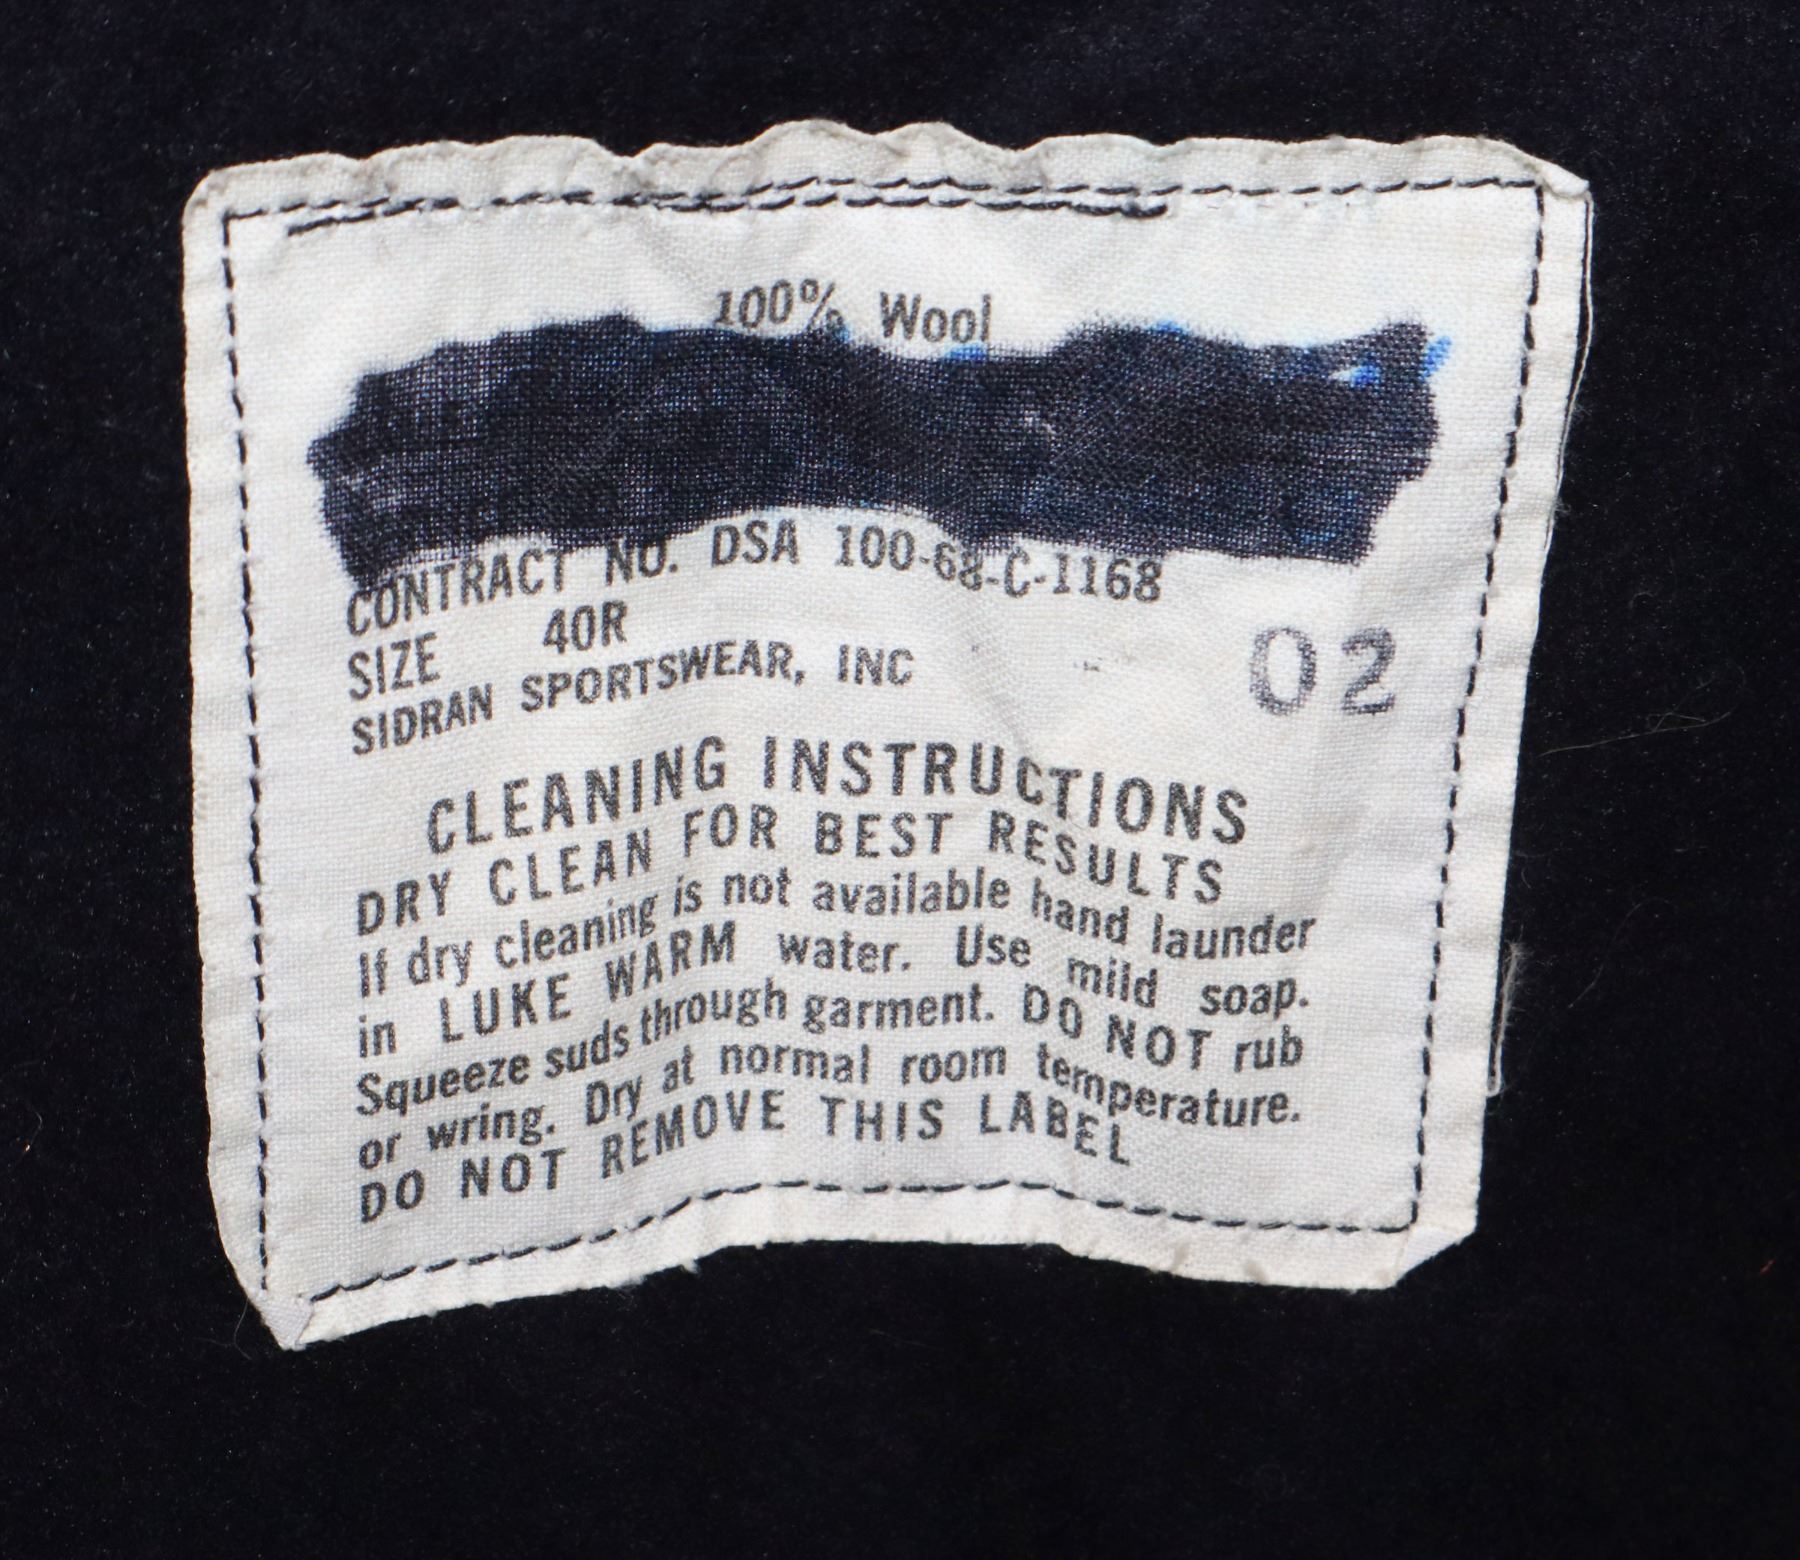 100% Wool
CONTRACT NO. DSA 100-68-C-1168
SIZE 40R
SIDRAN SPORTSWEAR, INC
02
CLEANING INSTRUCTIONS
DRY CLEAN FOR BEST RESULTS
If dry cleaning is not available hand launder
in LUKE WARM water. Use mild soap.
Squeeze suds through garment. DO NOT rub
or wring. Dry at normal room temperature.
DO NOT REMOVE THIS LABEL